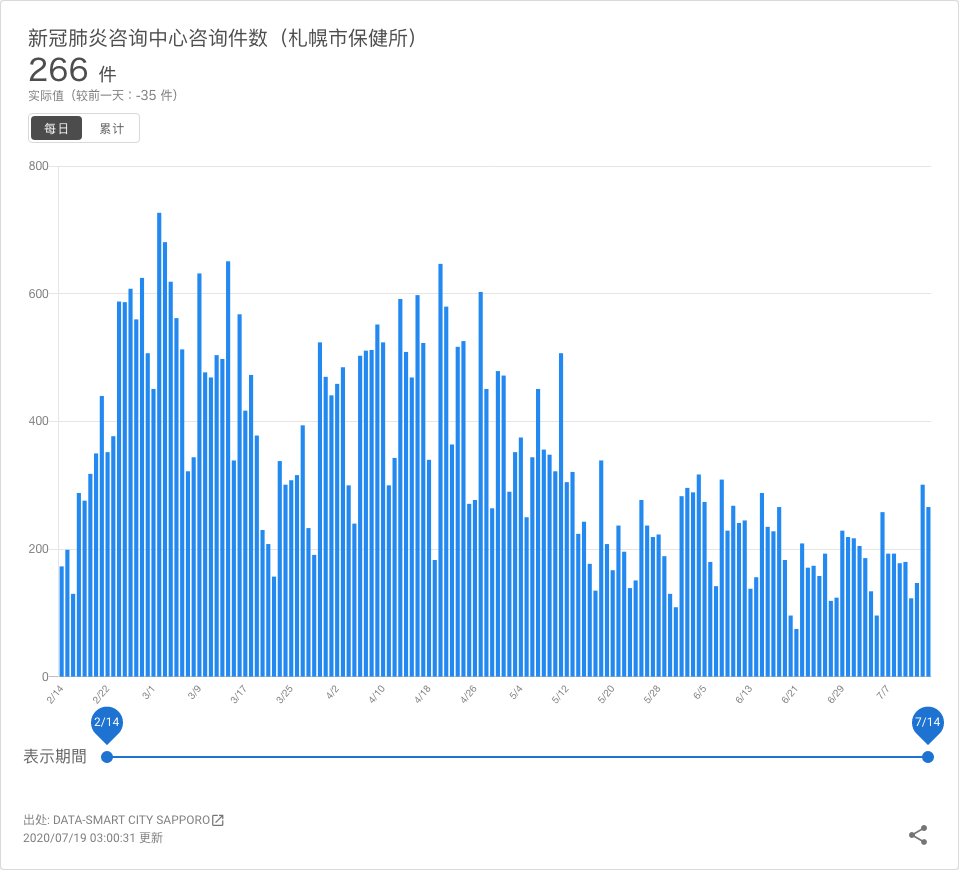 新冠肺炎咨询中心咨询件数（札幌市保健所）
266 件
实际值（较前一天：-35 件）
每日 累计
800
600
400
200
0
2/14 2/22 3/1 3/9 3/17 3/25 4/2 4/10 4/18 4/26 5/4 5/12 5/20 5/28 6/5 6/13 6/21 6/29 7/7
2/14 7/14
表示期間
出处: DATA-SMART CITY SAPPORO
2020/07/19 03:00:31 更新